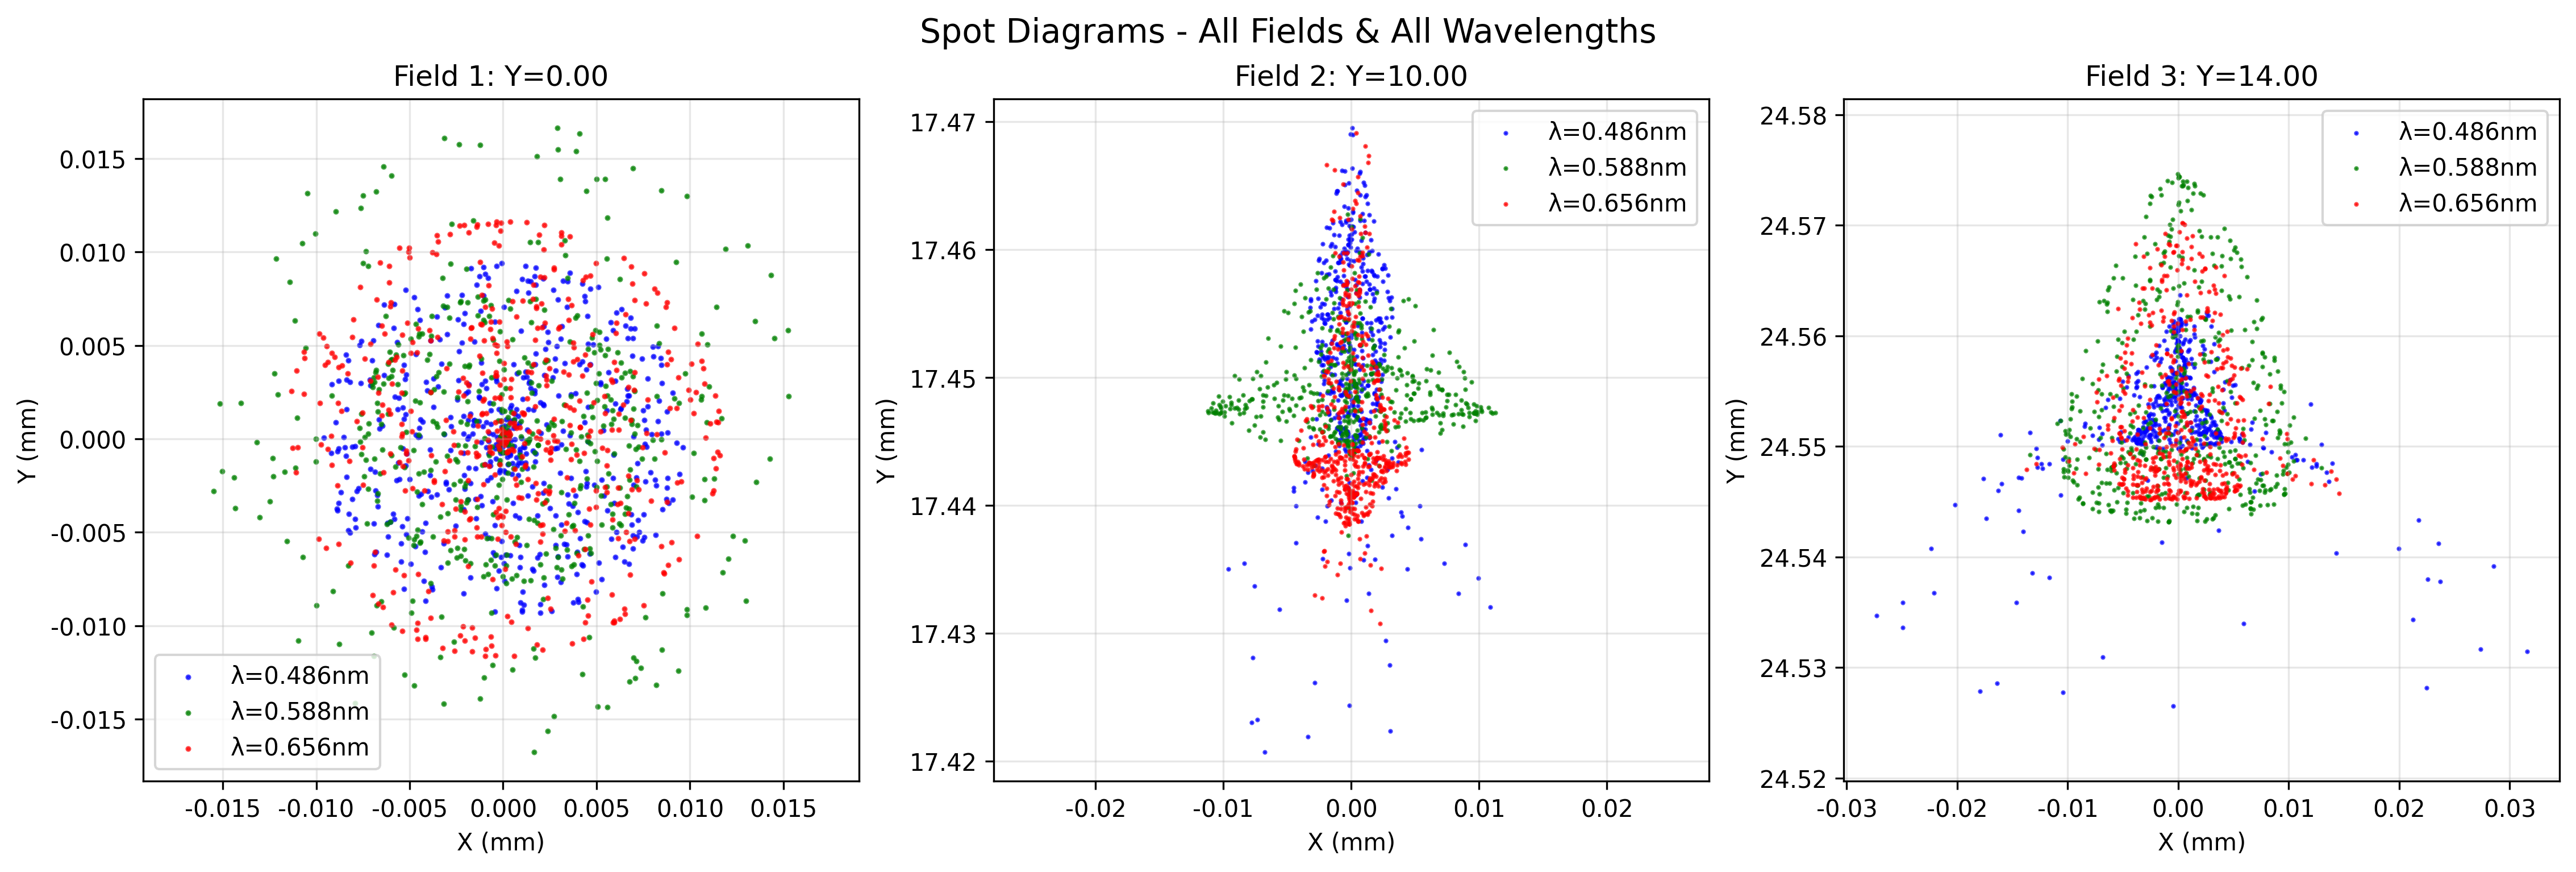 Spot Diagrams - All Fields & All Wavelengths
Field 1: Y=0.00
Y (mm)
0.015
0.010
0.005
0.000
-0.005
-0.010
-0.015
λ=0.486nm
λ=0.588nm
λ=0.656nm
-0.015 -0.010 -0.005 0.000 0.005 0.010 0.015
X (mm)
Field 2: Y=10.00
Y (mm)
17.47
17.46
17.45
17.44
17.43
17.42
λ=0.486nm
λ=0.588nm
λ=0.656nm
-0.02 -0.01 0.00 0.01 0.02
X (mm)
Field 3: Y=14.00
Y (mm)
24.58
24.57
24.56
24.55
24.54
24.53
24.52
λ=0.486nm
λ=0.588nm
λ=0.656nm
-0.03 -0.02 -0.01 0.00 0.01 0.02 0.03
X (mm)